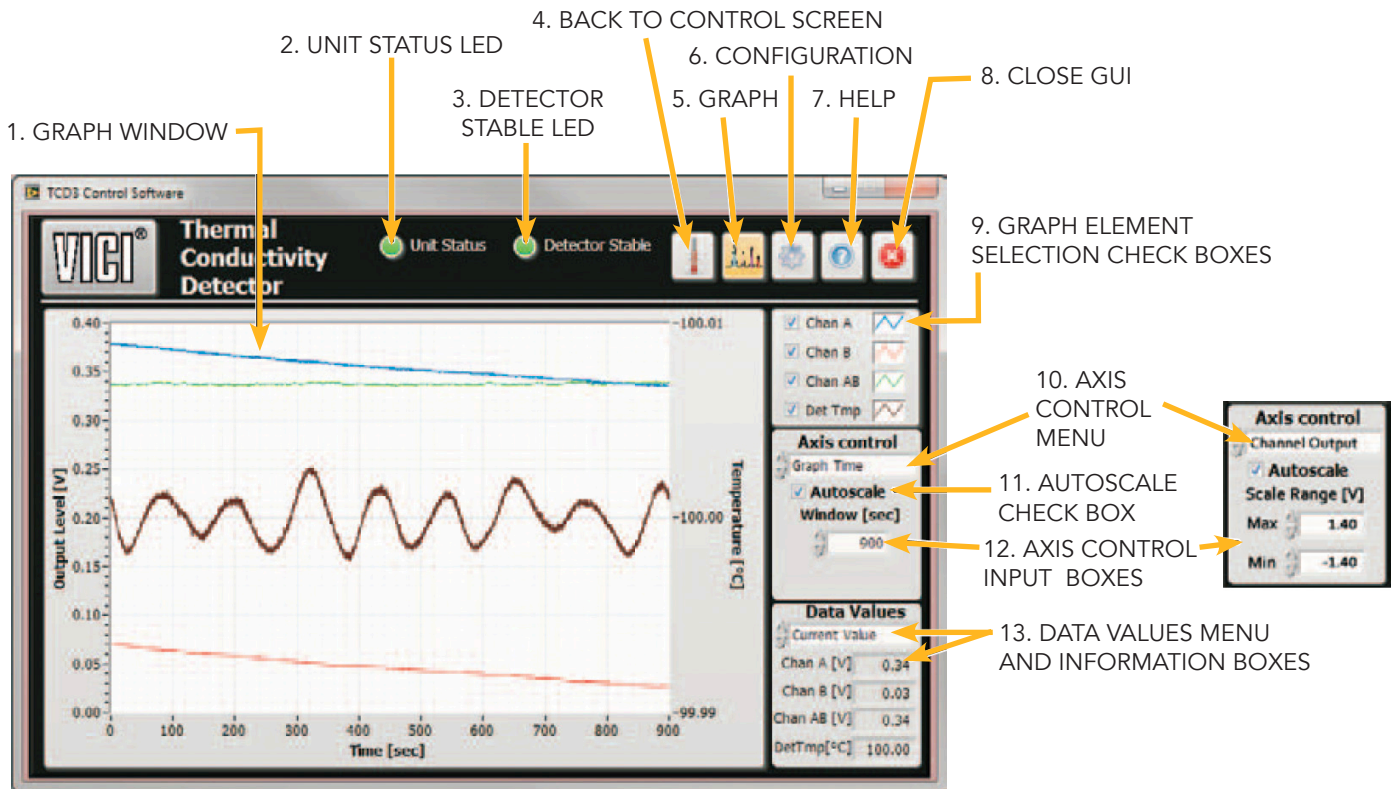 4. BACK TO CONTROL SCREEN
2. UNIT STATUS LED
6. CONFIGURATION
8. CLOSE GUI
3. DETECTOR
STABLE LED
5. GRAPH
7. HELP
1. GRAPH WINDOW
TCD3 Control Software
VICI®
Thermal
Conductivity
Detector
Unit Status
Detector Stable
?
9. GRAPH ELEMENT
SELECTION CHECK BOXES
0.40
0.35
0.30
0.25
0.20
0.15
0.10
0.05
0.00
Output Level [V]
0 100 200 300 400 500 600 700 800 900
Time [sec]
100.01
100.00
99.99
Temperature [ºC]
Chan A
Chan B
Chan AB
Det Tmp
Axis control
Graph Time
Autoscale
Window [sec]
900
Data Values
Current Value
Chan A [V] 0.34
Chan B [V] 0.03
Chan AB [V] 0.34
DetTmp[ºC] 100.00
10. AXIS
CONTROL
MENU
11. AUTOSCALE
CHECK BOX
12. AXIS CONTROL
INPUT BOXES
13. DATA VALUES MENU
AND INFORMATION BOXES
Axis control
Channel Output
Autoscale
Scale Range [V]
Max 1.40
Min -1.40